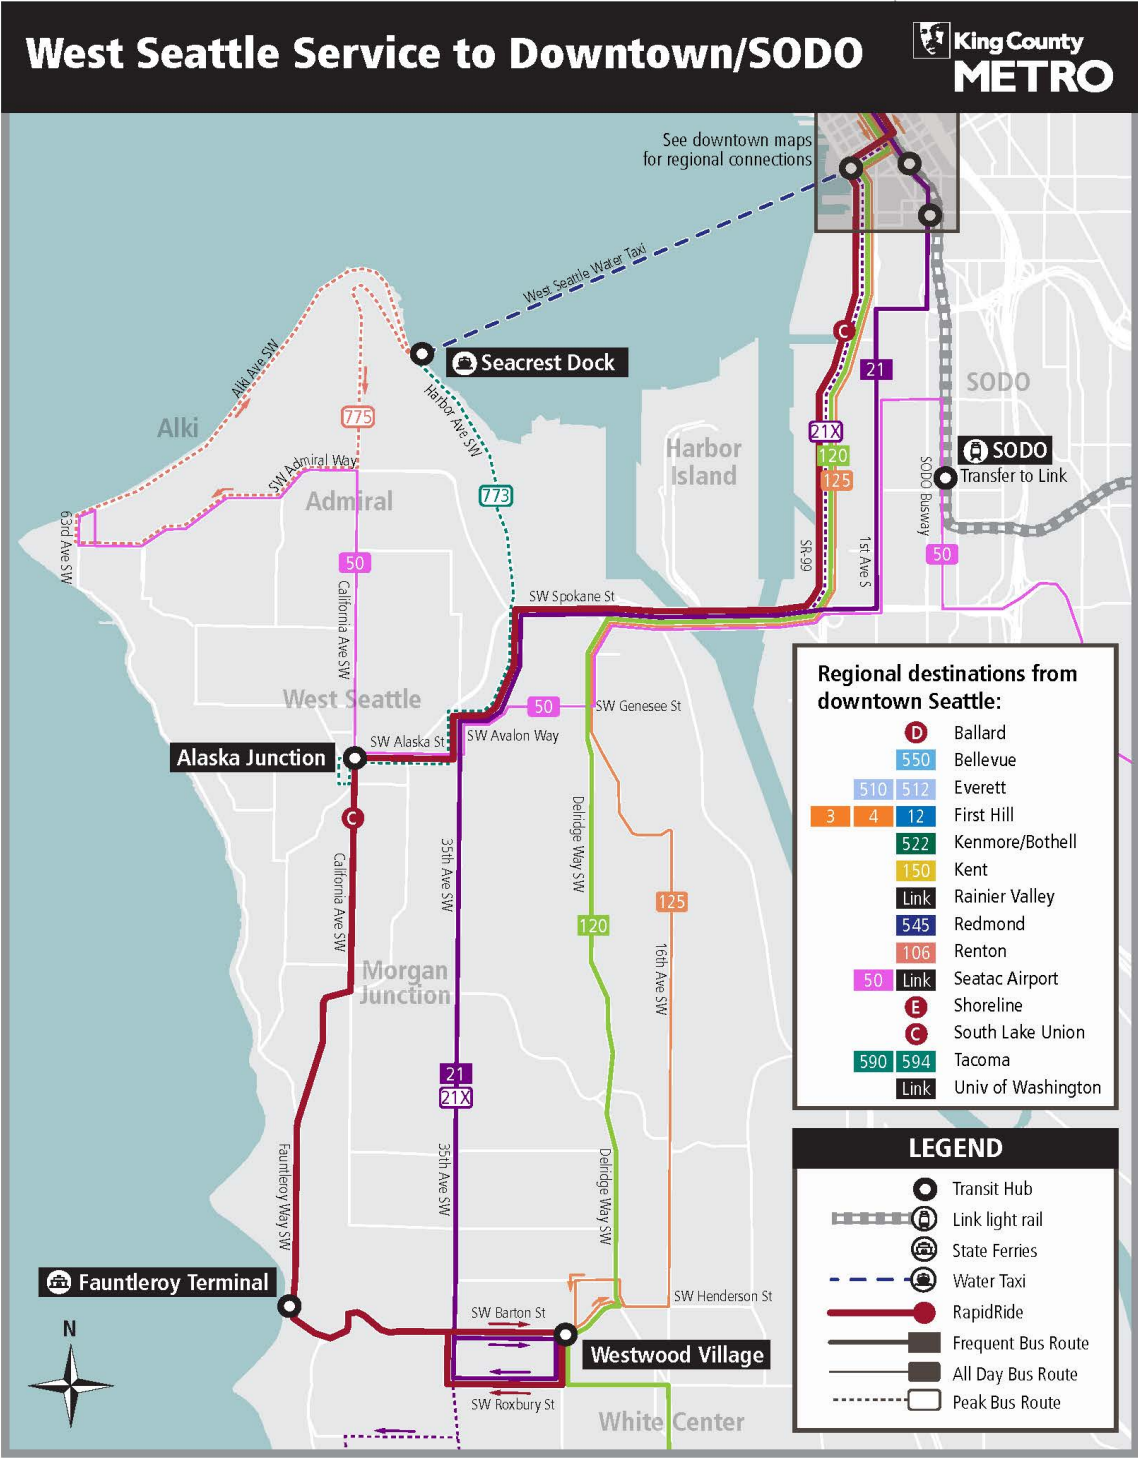 West Seattle Service to Downtown/SODO
King County
METRO
See downtown maps
for regional connections
West Seattle Water Taxi
Seacrest Dock
C
Alki Ave SW
Harbor Ave SW
21
SODO
775
Alki
21X
Harbor
Island
120
SODO
SW Admiral Way
125
Transfer to Link
Admiral
773
SODO Busway
63rd Ave SW
50
SR-99
1st Ave S
50
California Ave SW
SW Spokane St
West Seattle
50
SW Genesee St
SW Alaska St
SW Avalon Way
Alaska Junction
C
Delridge Way SW
35th Ave SW
California Ave SW
125
120
16th Ave SW
Morgan
Junction
21
21X
Fauntleroy Way SW
35th Ave SW
Delridge Way SW
Fauntleroy Terminal
SW Henderson St
SW Barton St
Westwood Village
SW Roxbury St
White Center
N
Regional destinations from
downtown Seattle:
D Ballard
550 Bellevue
510 512 Everett
3 4 12 First Hill
522 Kenmore/Bothell
150 Kent
Link Rainier Valley
545 Redmond
106 Renton
50 Link Seatac Airport
E Shoreline
C South Lake Union
590 594 Tacoma
Link Univ of Washington
LEGEND
Transit Hub
Link light rail
State Ferries
Water Taxi
RapidRide
Frequent Bus Route
All Day Bus Route
Peak Bus Route